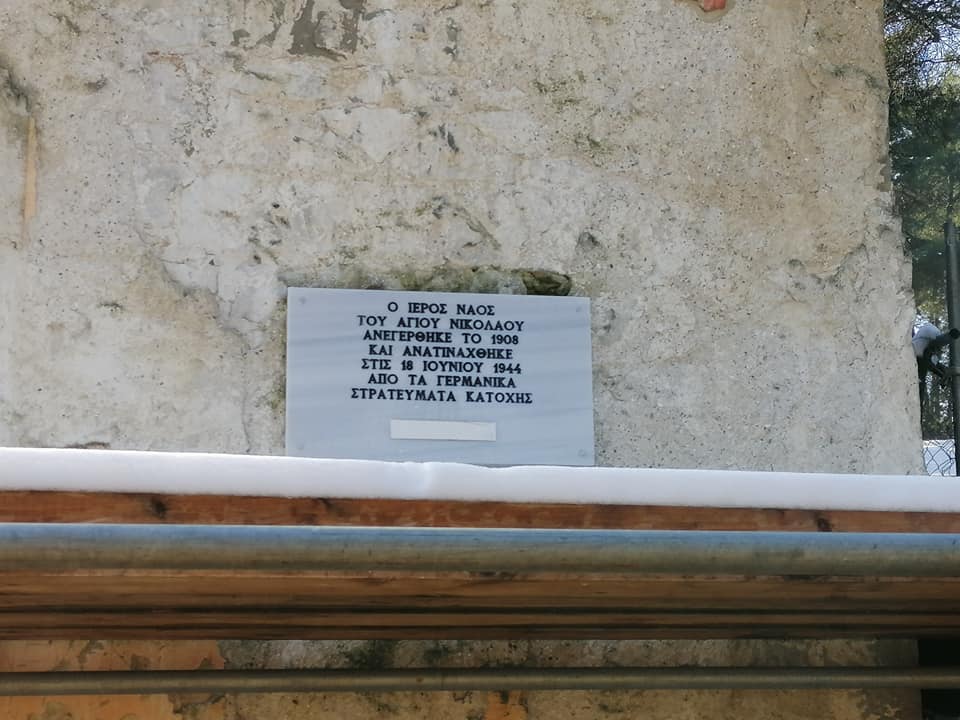 Ο ΙΕΡΟΣ ΝΑΟΣ
ΤΟΥ ΑΓΙΟΥ ΝΙΚΟΛΑΟΥ
ΑΝΕΓΕΡΘΗΚΕ ΤΟ 1908
ΚΑΙ ΑΝΑΤΙΝΑΧΘΗΚΕ
ΣΤΙΣ 18 ΙΟΥΝΙΟΥ 1944
ΑΠΟ ΤΑ ΓΕΡΜΑΝΙΚΑ
ΣΤΡΑΤΕΥΜΑΤΑ ΚΑΤΟΧΗΣ